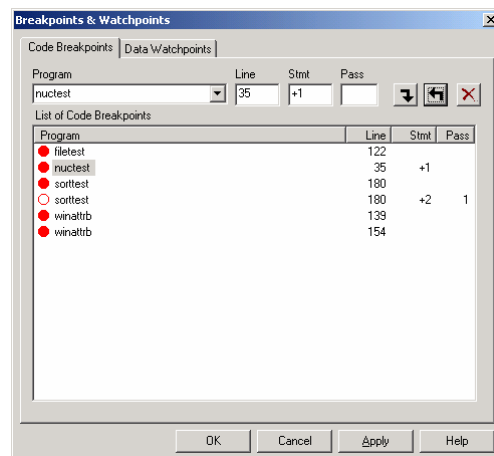 Breakpoints & Watchpoints
Code Breakpoints Data Watchpoints
Program Line Stmt Pass
nuctest 35 +1
List of Code Breakpoints
Program Line Stmt Pass
filetest 122
nuctest 35 +1
sorttest 180
sorttest 180 +2 1
winattrb 139
winattrb 154
OK Cancel Apply Help